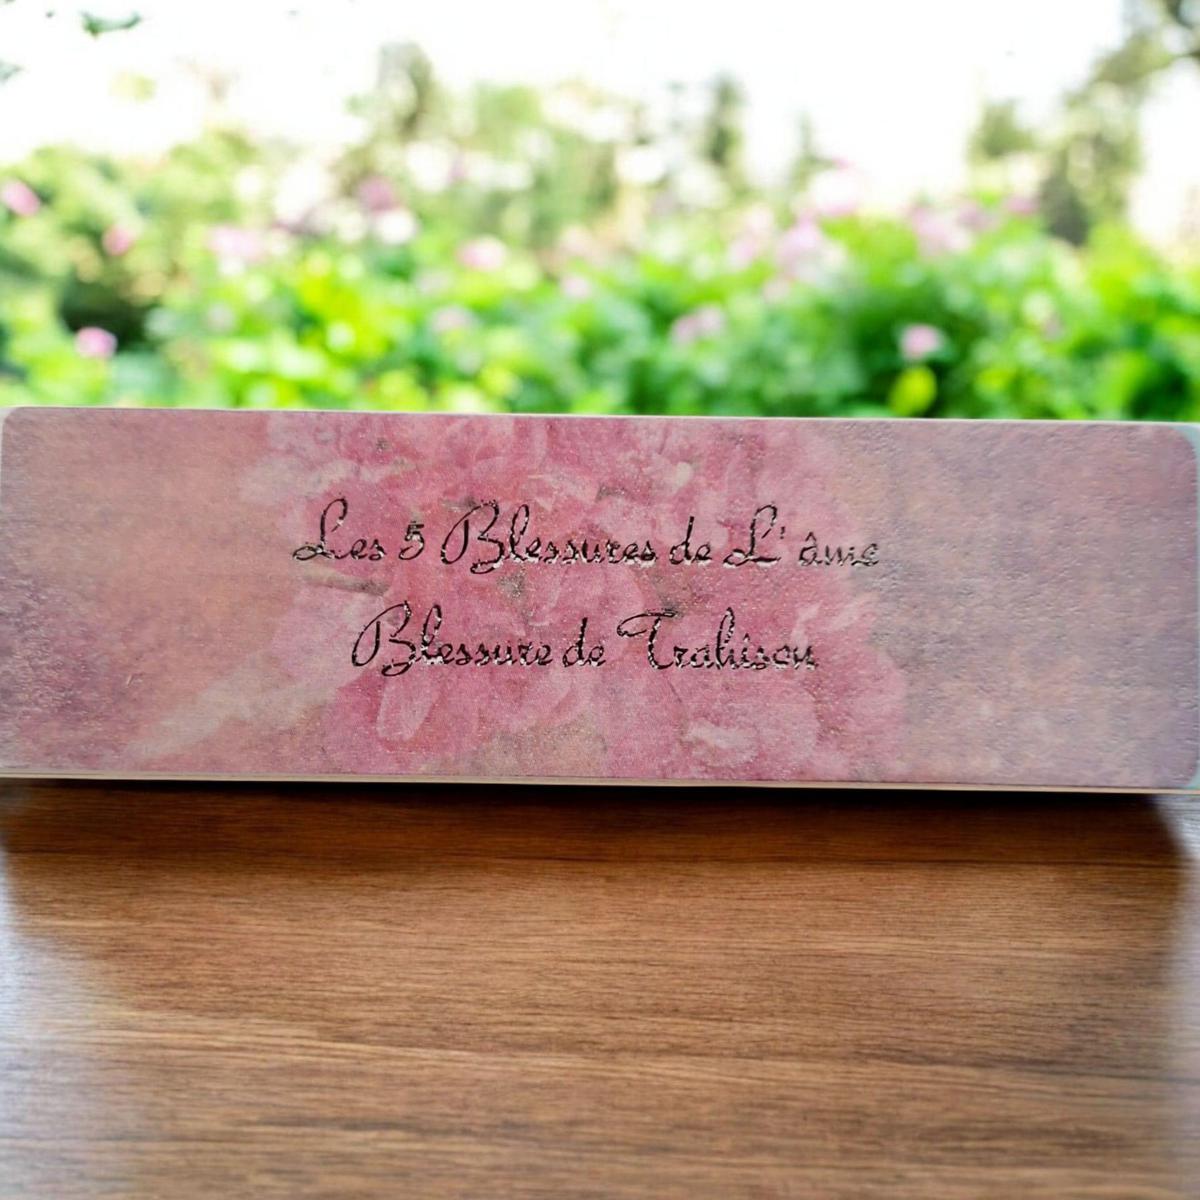 Les 5 Blessures de L'âme
Blessure de Trahison